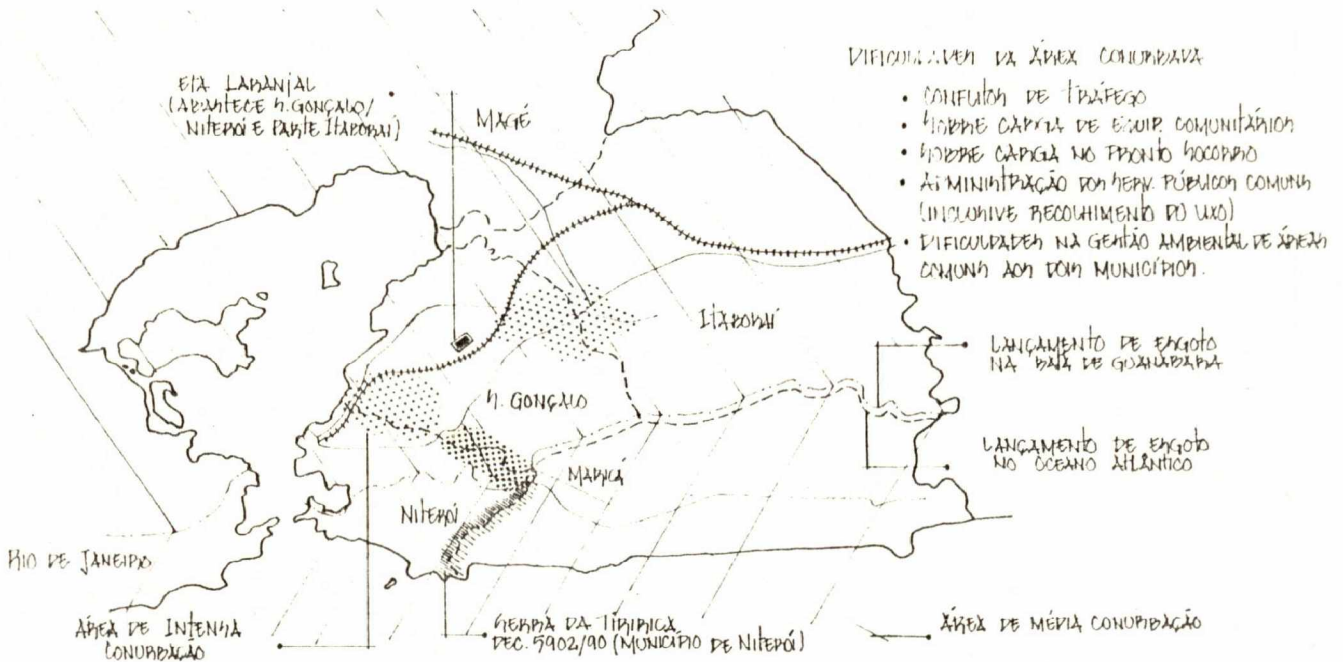 ETA LARANJAL
(ABASTECE S. GONÇALO/
NITERÓI E PARTE ITABORAÍ)
MAGÉ
DIFICULDADES DA ÁREA CONURBADA
• CONFLITOS DE TRÁFEGO
• SOBRE CARGA DE EQUIP. COMUNITÁRIOS
• SOBRE CARGA NO PRONTO SOCORRO
• ADMINISTRAÇÃO DOS SERV. PÚBLICOS COMUNS
(INCLUSIVE RECOLHIMENTO DO LIXO)
• DIFICULDADES NA GESTÃO AMBIENTAL DE ÁREAS
COMUNS AOS DOIS MUNICÍPIOS.
ITABORAÍ
LANÇAMENTO DE ESGOTO
NA BAÍA DE GUANABARA
S. GONÇALO
LANÇAMENTO DE ESGOTO
NO OCEANO ATLÂNTICO
MARICA
NITERÓI
RIO DE JANEIRO
ÁREA DE INTENSA
CONURBAÇÃO
SERRA DA TIRIRICA
DEC. 5902/90 (MUNICÍPIO DE NITERÓI)
ÁREA DE MÉDIA CONURBAÇÃO